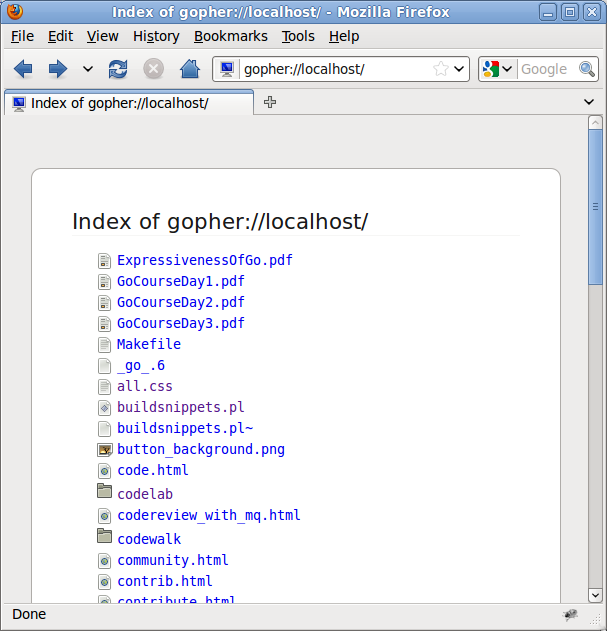 Index of gopher://localhost/ - Mozilla Firefox
File Edit View History Bookmarks Tools Help
gopher://localhost/ Google
Index of gopher://localhost/
Index of gopher://localhost/
ExpressivenessOfGo.pdf
GoCourseDay1.pdf
GoCourseDay2.pdf
GoCourseDay3.pdf
Makefile
_go_.6
all.css
buildsnippets.pl
buildsnippets.pl~
button_background.png
code.html
codelab
codereview_with_mq.html
codewalk
community.html
contrib.html
contribute.html
Done